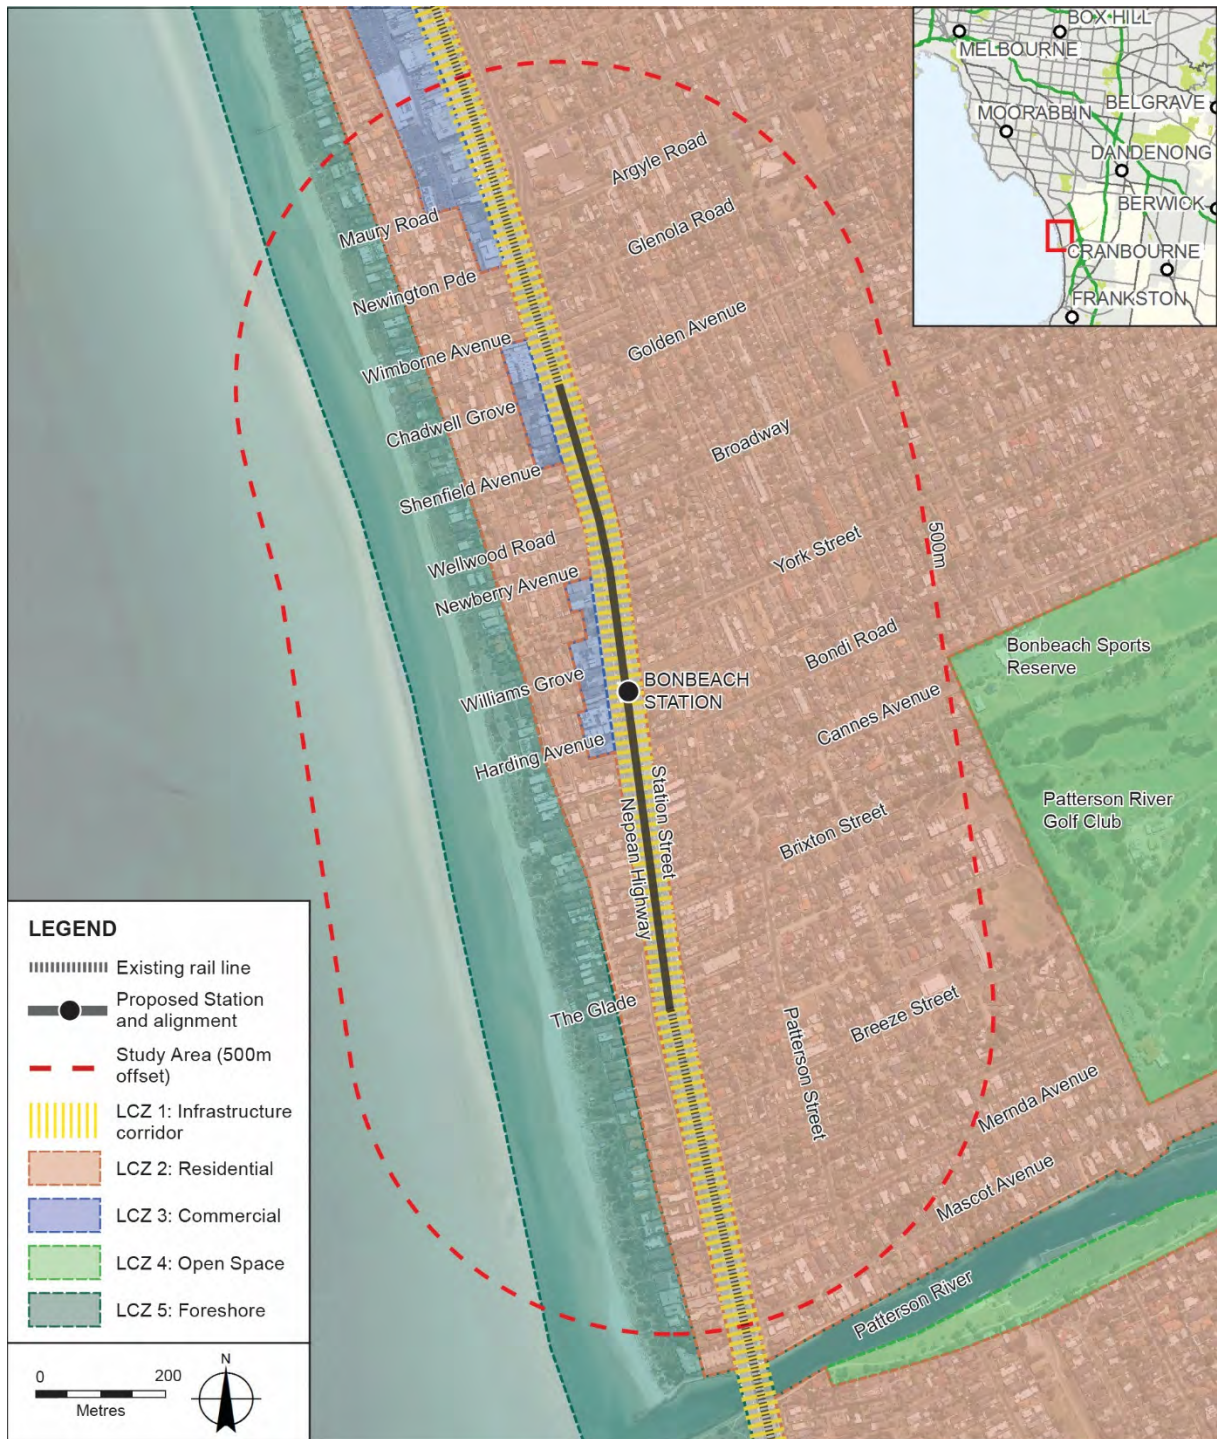 BOX HILL
MELBOURNE
BELGRAVE
MOORABBIN
DANDENONG
BERWICK
CRANBOURNE
FRANKSTON
Argyle Road
Maury Road
Glenola Road
Newington Pde
Wimborne Avenue
Golden Avenue
Chadwell Grove
Broadway
Shenfield Avenue
500m
Wellwood Road
York Street
Newberry Avenue
Bondi Road
Bonbeach Sports
Reserve
Williams Grove
BONBEACH
STATION
Cannes Avenue
Harding Avenue
Station Street
Nepean Highway
Patterson River
Golf Club
Brixton Street
The Glade
Breeze Street
Patterson Street
Mernda Avenue
Mascot Avenue
Patterson River
LEGEND
Existing rail line
Proposed Station
and alignment
Study Area (500m
offset)
LCZ 1: Infrastructure
corridor
LCZ 2: Residential
LCZ 3: Commercial
LCZ 4: Open Space
LCZ 5: Foreshore
0 200
Metres
N